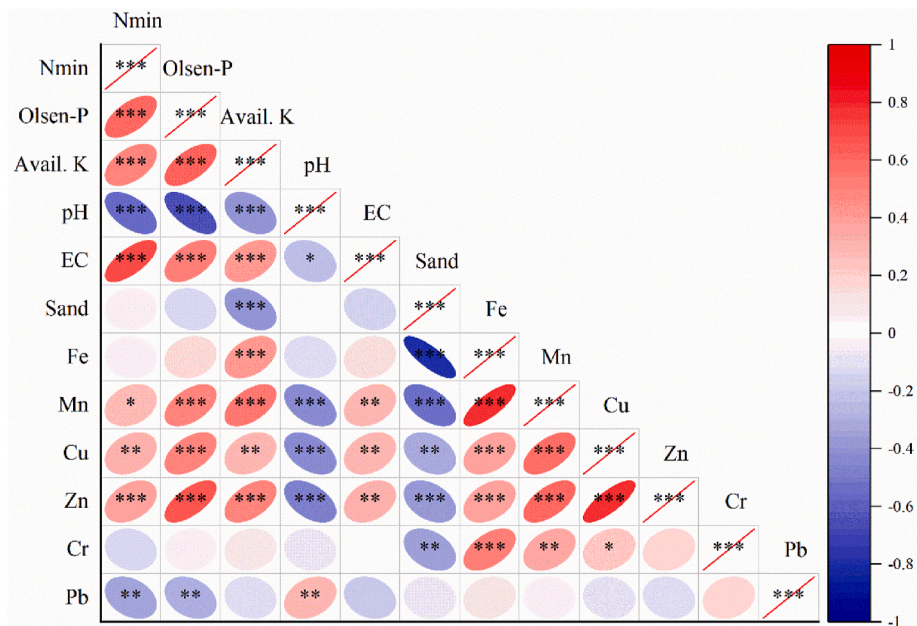 Nmin
Nmin *** Olsen-P 1
Olsen-P *** *** Avail. K 0.8
Avail. K *** *** *** pH 0.6
pH *** *** *** *** EC 0.4
EC *** *** *** * *** Sand 0.2
Sand *** *** Fe 0
Fe *** *** *** Mn -0.2
Mn * *** *** *** ** *** *** *** Cu
Cu ** *** ** *** ** ** *** *** *** Zn -0.4
Zn *** *** *** *** ** *** *** *** *** *** Cr -0.6
Cr ** *** ** * *** Pb -0.8
Pb ** ** ** *** -1